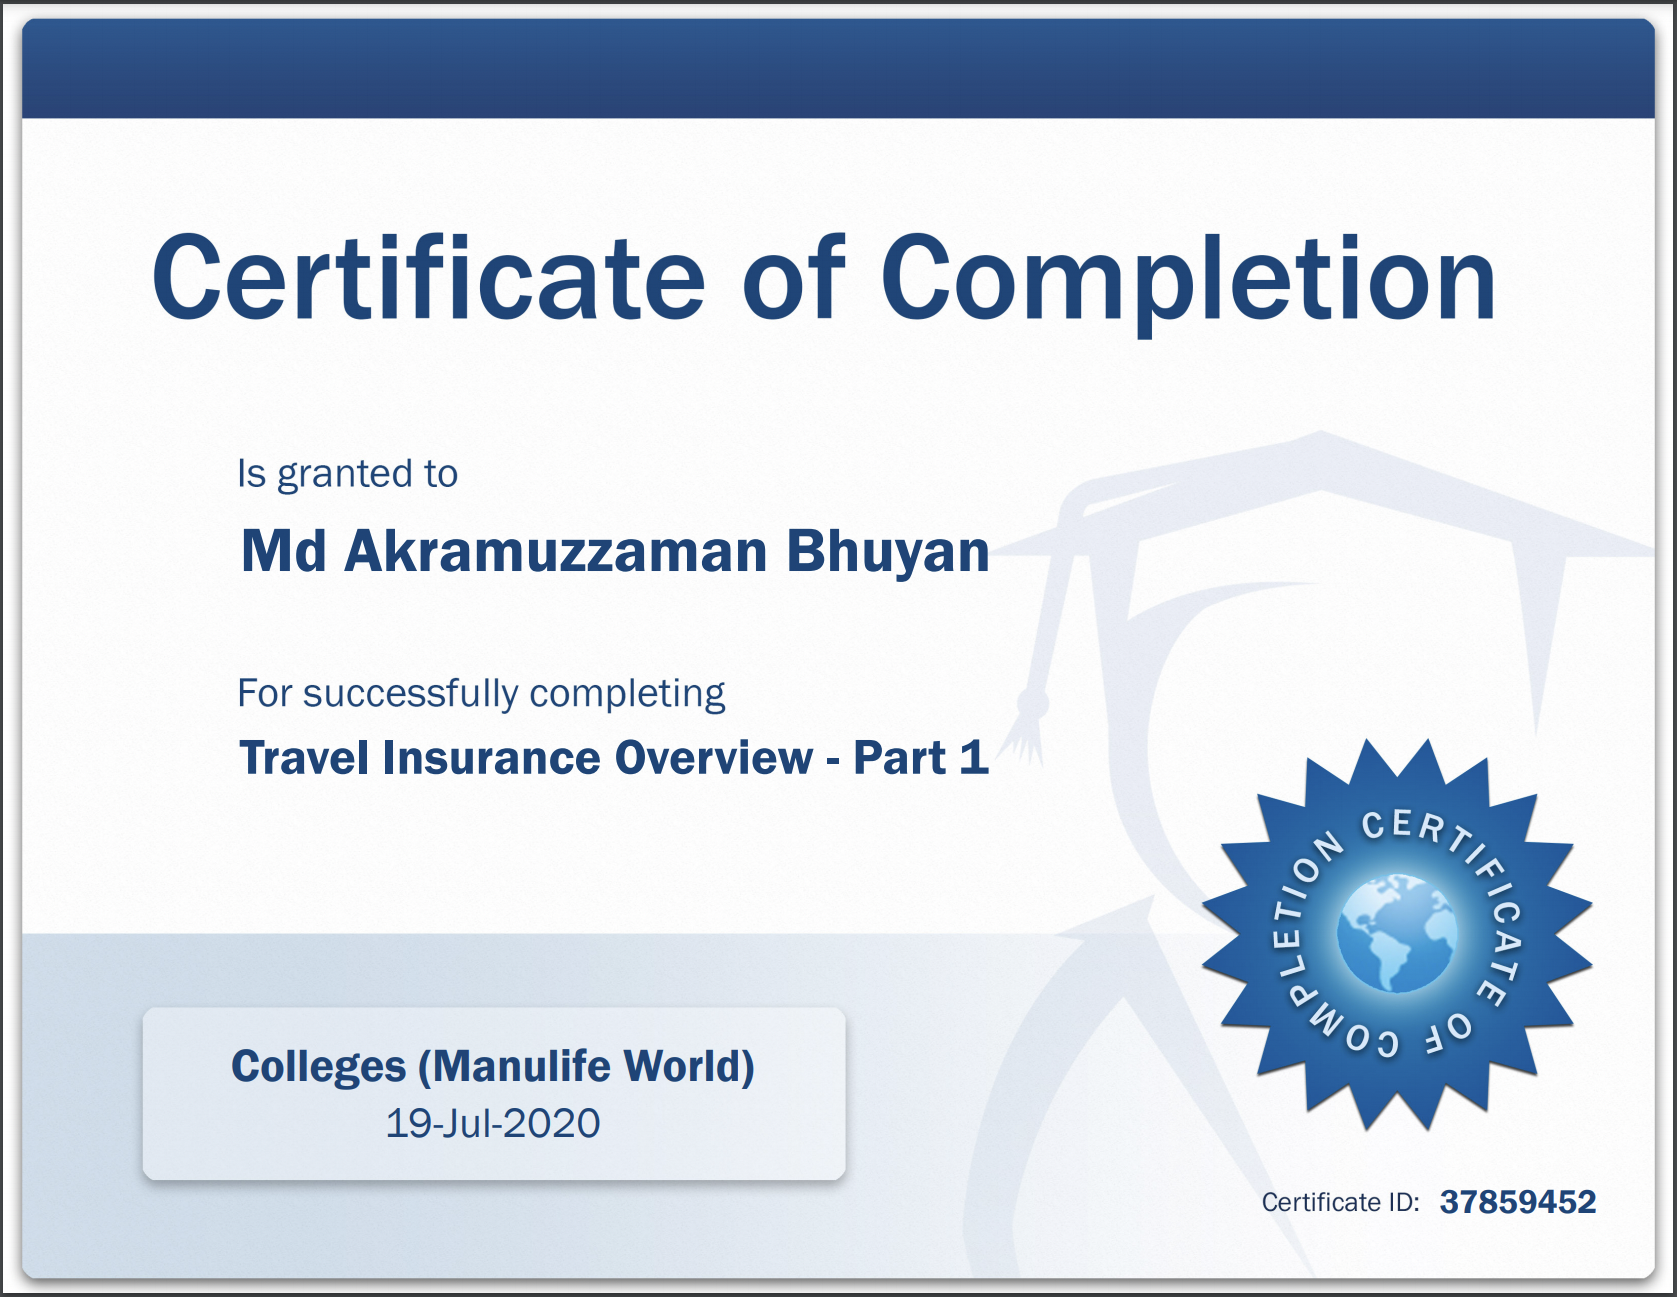 Certificate of Completion
Is granted to
Md Akramuzzaman Bhuyan
For successfully completing
Travel Insurance Overview - Part 1
CERTIFICATE OF COMPLETION
Colleges (Manulife World)
19-Jul-2020
Certificate ID: 37859452